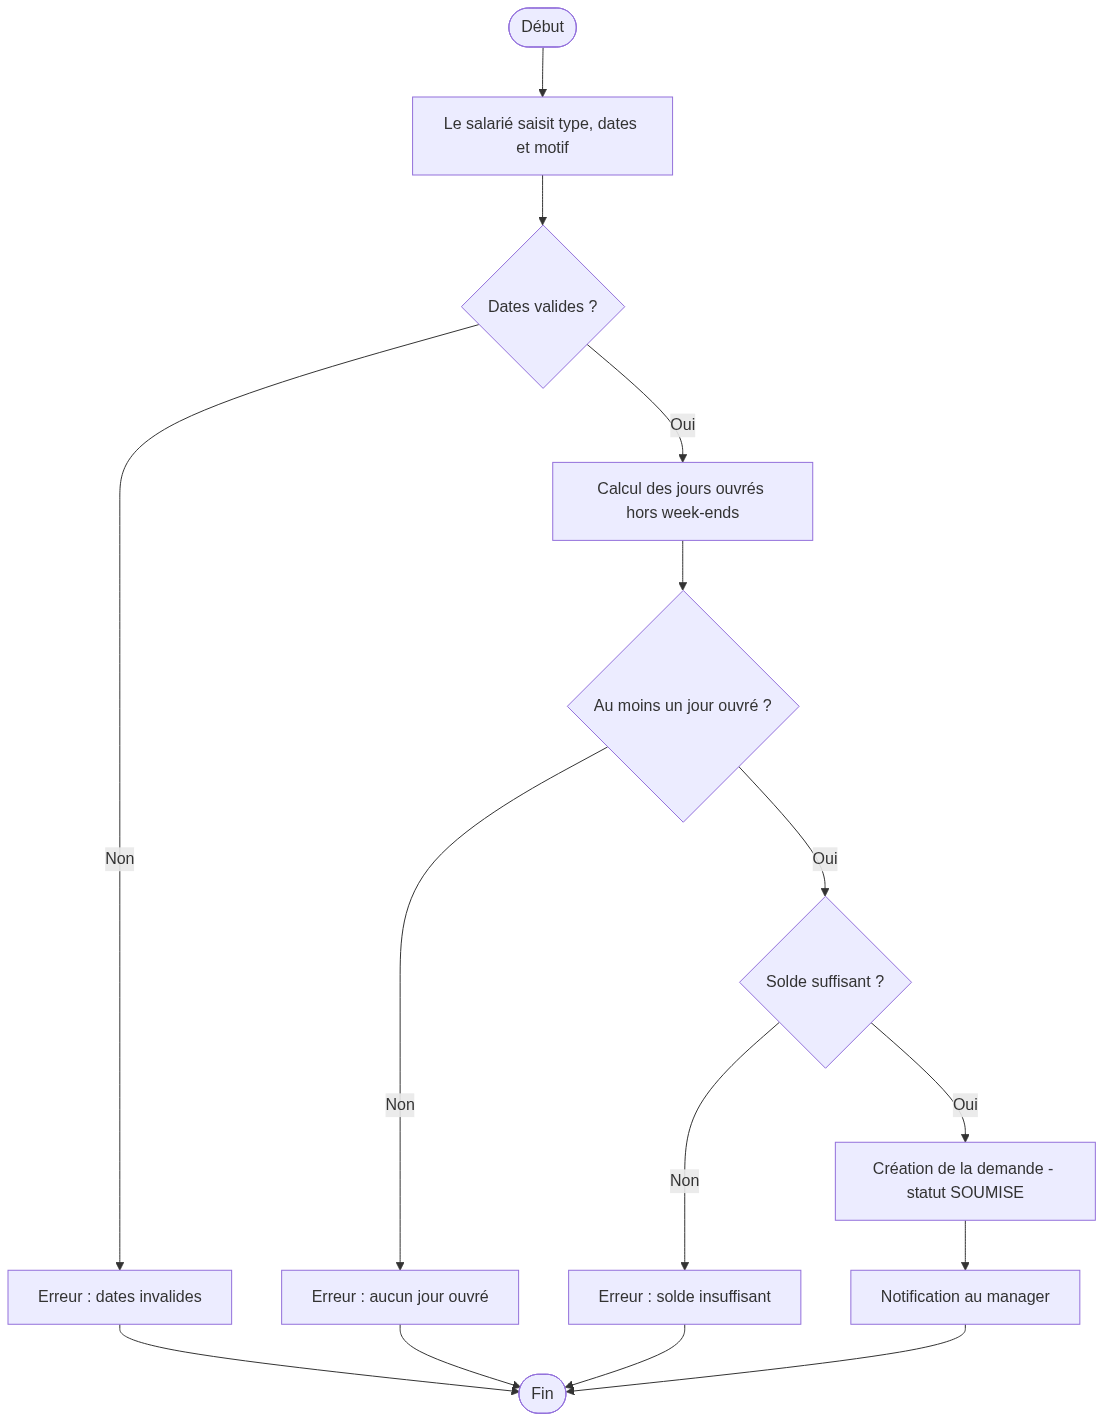 Début
Le salarié saisit type, dates
et motif
Dates valides ?
Oui
Calcul des jours ouvrés
hors week-ends
Au moins un jour ouvré ?
Non
Oui
Solde suffisant ?
Non
Oui
Non
Création de la demande -
statut SOUMISE
Erreur : dates invalides
Erreur : aucun jour ouvré
Erreur : solde insuffisant
Notification au manager
Fin